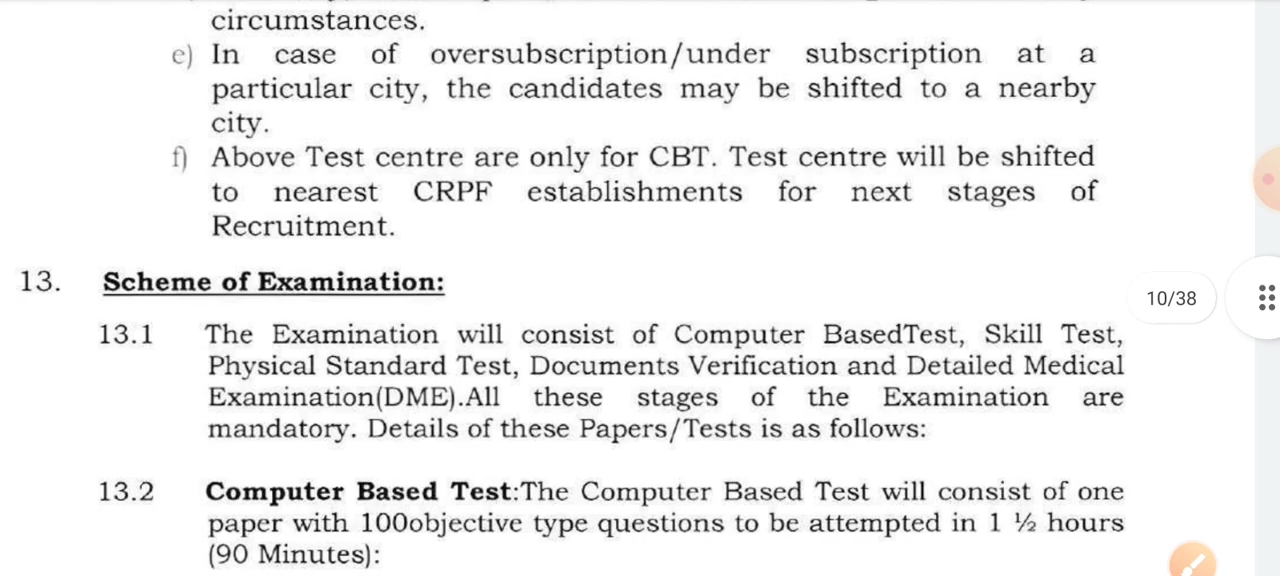 circumstances.
e) In case of oversubscription/under subscription at a
particular city, the candidates may be shifted to a nearby
city.
f) Above Test centre are only for CBT. Test centre will be shifted
to nearest CRPF establishments for next stages of
Recruitment.
13. Scheme of Examination:
10/38
13.1 The Examination will consist of Computer BasedTest, Skill Test,
Physical Standard Test, Documents Verification and Detailed Medical
Examination(DME).All these stages of the Examination are
mandatory. Details of these Papers/Tests is as follows:
13.2 Computer Based Test:The Computer Based Test will consist of one
paper with 100objective type questions to be attempted in 1 ½ hours
(90 Minutes):